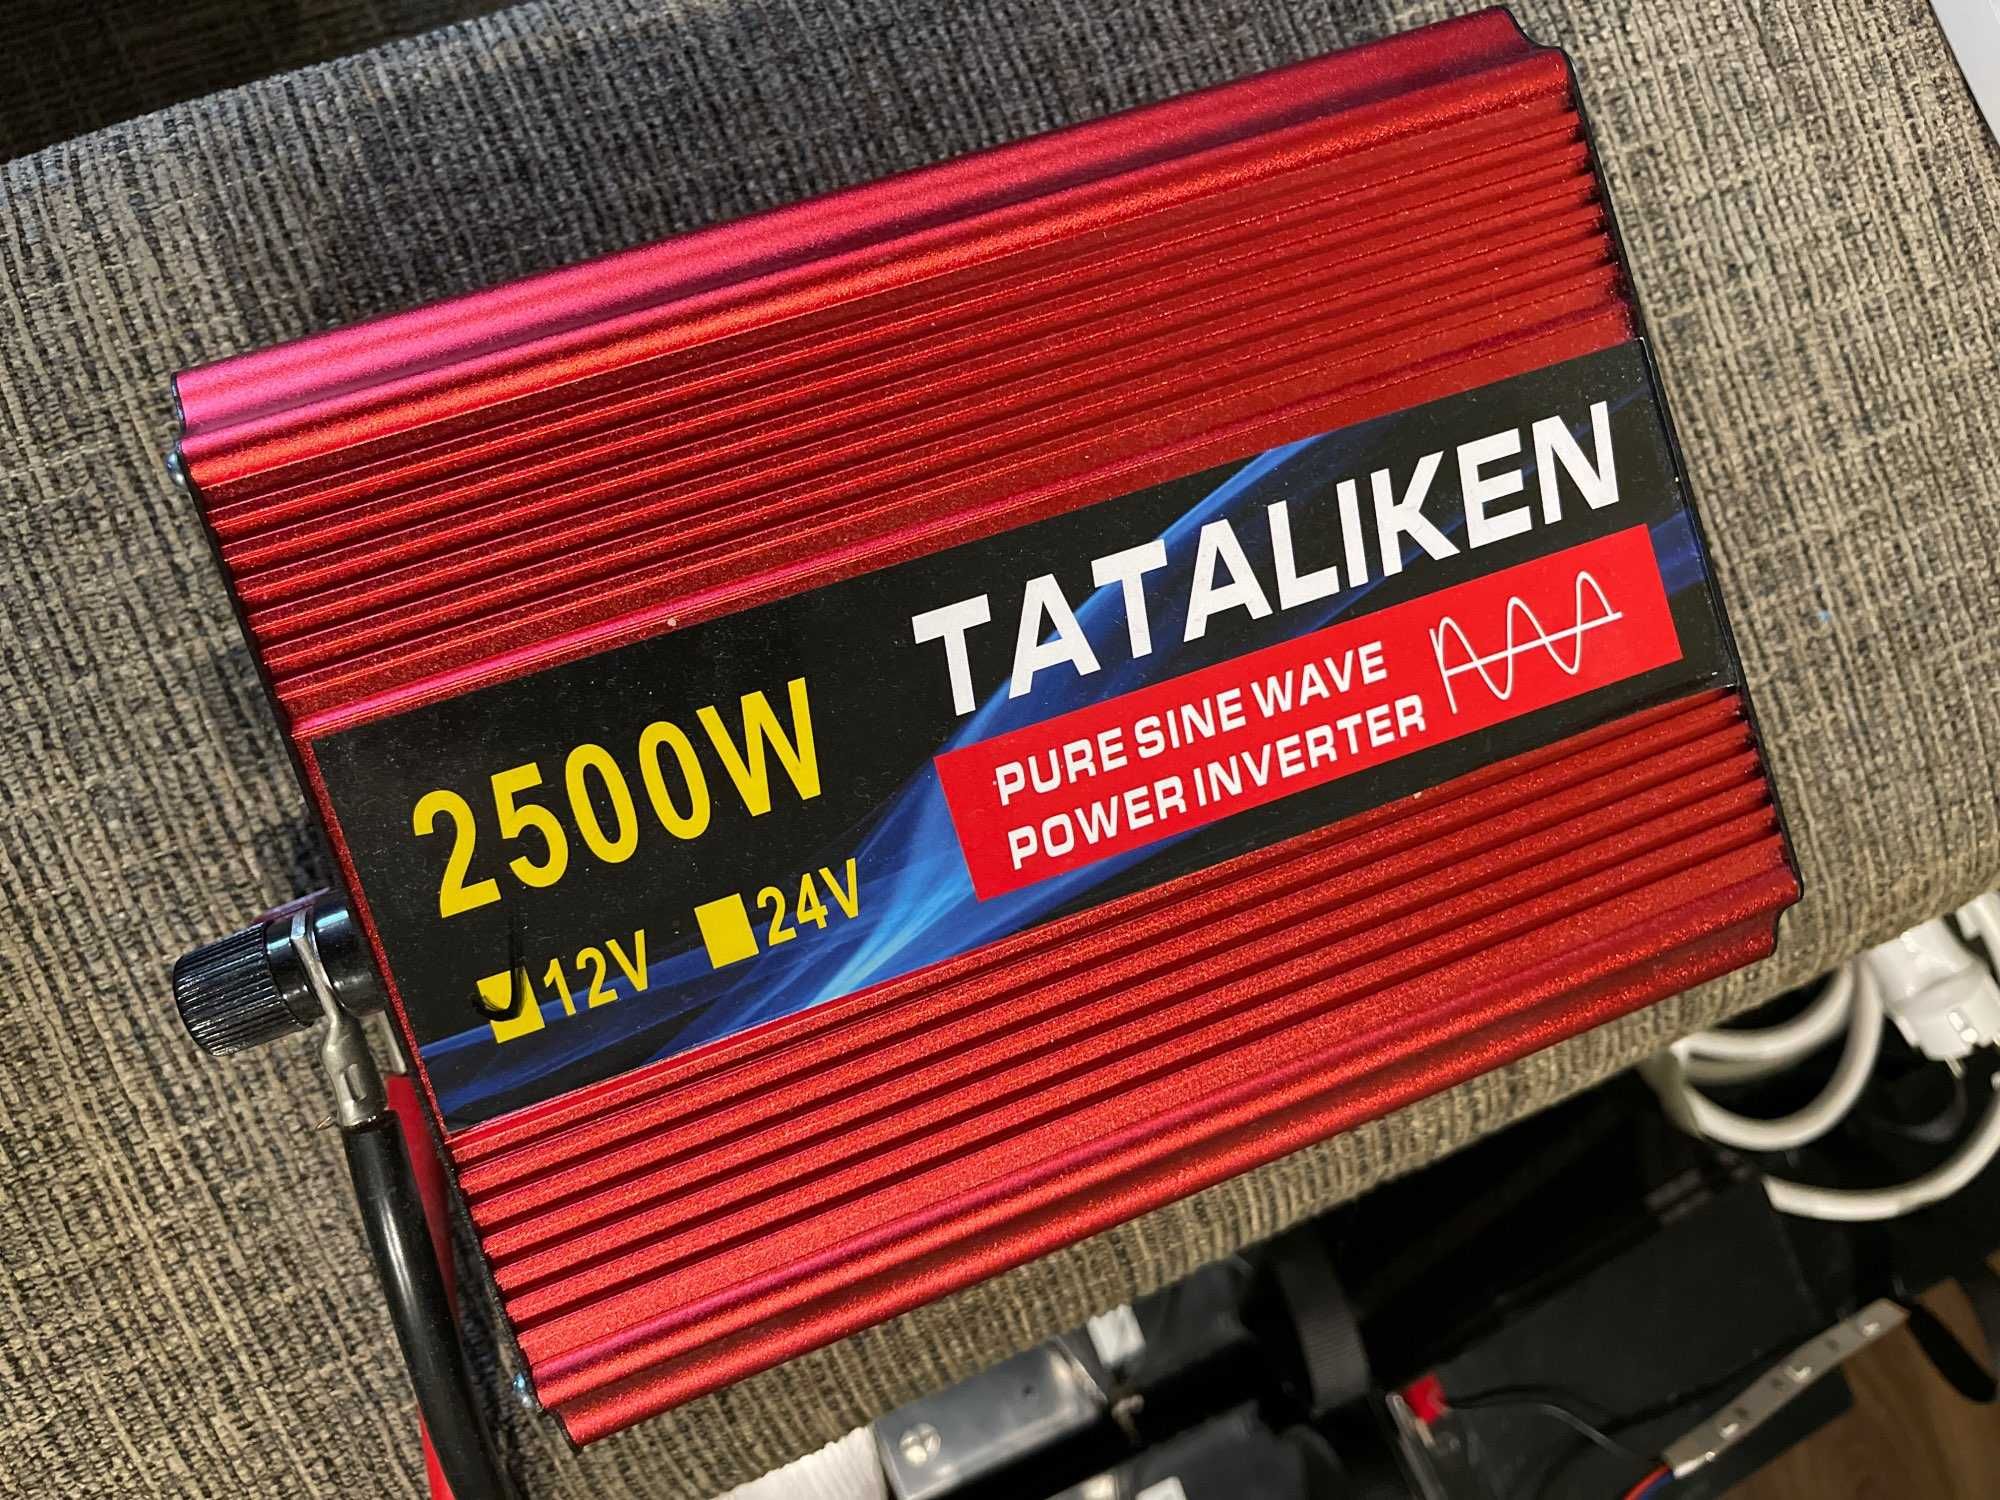 TATALIKEN
PURE SINE WAVE
POWER INVERTER
2500W
12V 24V